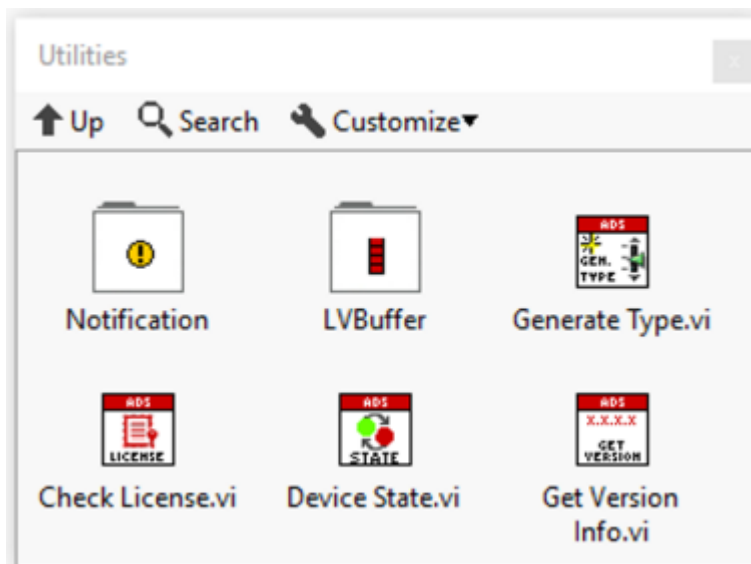 Utilities
x
Up Search Customize
ADS
GEN.
TYPE
Notification LVBuffer Generate Type.vi
ADS ADS ADS
X.X.X.X
LICENSE STATE GET
VERSION
Check License.vi Device State.vi Get Version
Info.vi